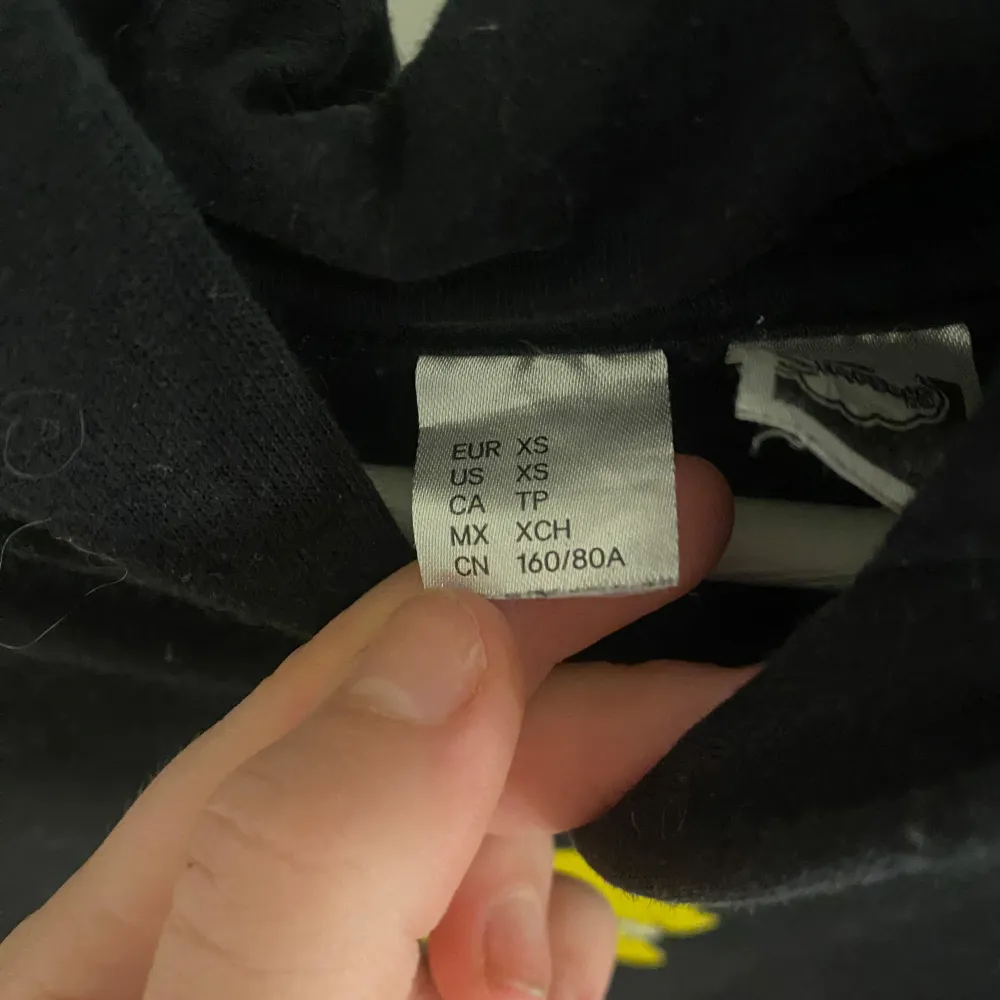 EUR XS
US XS
CA TP
MX XCH
CN 160/80A